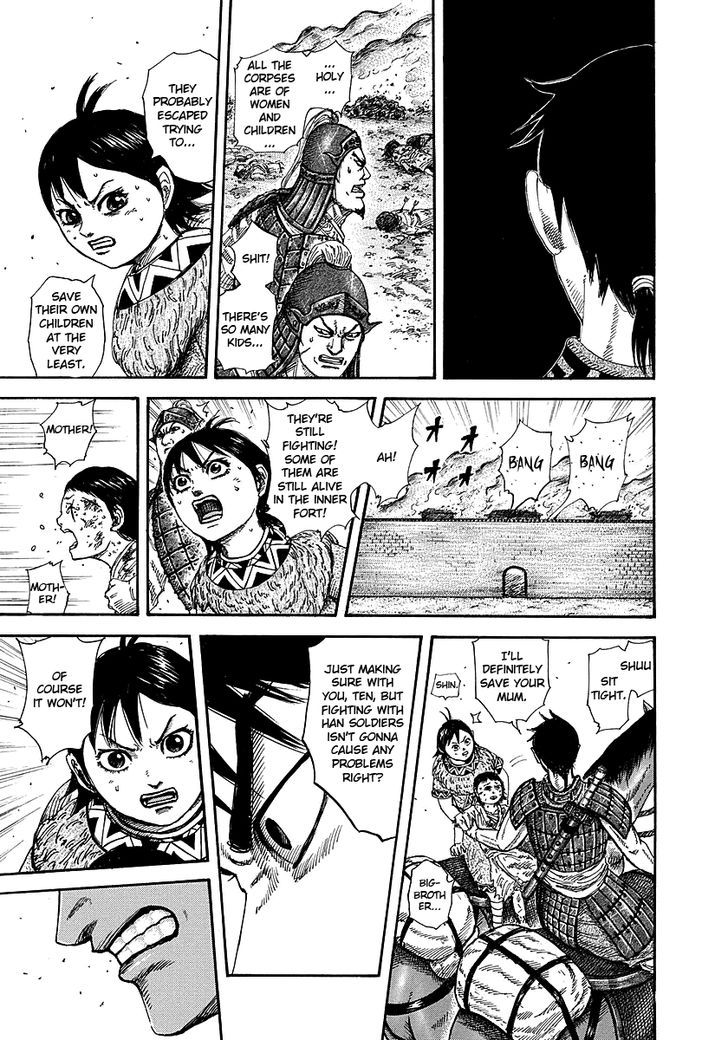 ...
HOLY
...
ALL THE
CORPSES
ARE OF
WOMEN
AND
CHILDREN
SHIT!
THERE'S
SO MANY
KIDS...
THEY
PROBABLY
ESCAPED
TRYING
TO...
SAVE
THEIR OWN
CHILDREN
AT THE
VERY
LEAST.
BANG
BANG
AH!
THEY'RE
STILL
FIGHTING!
SOME OF
THEM ARE
STILL ALIVE
IN THE INNER
FORT!
MOTHER!
MOTH-
ER!
SHUU
SIT
TIGHT.
I'LL
DEFINITELY
SAVE YOUR
MUM.
SHIN.
BIG-
BROTH
ER...
JUST MAKING
SURE WITH
YOU, TEN, BUT
FIGHTING WITH
HAN SOLDIERS
ISN'T GONNA
CAUSE ANY
PROBLEMS
RIGHT?
OF
COURSE
IT WON'T!